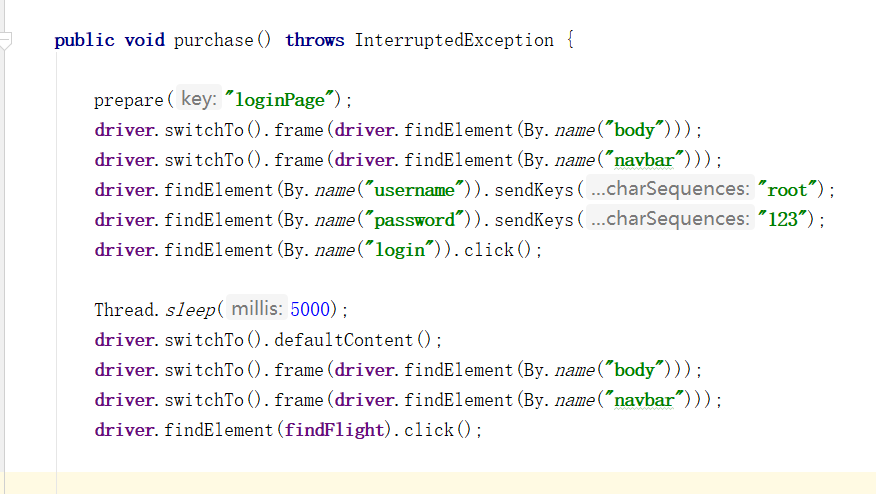 public void purchase() throws InterruptedException {
prepare( key: "loginPage");
driver.switchTo().frame(driver.findElement(By.name("body")));
driver.switchTo().frame(driver.findElement(By.name("navbar")));
driver.findElement(By.name("username")).sendKeys( ...charSequences: "root");
driver.findElement(By.name("password")).sendKeys( ...charSequences: "123");
driver.findElement(By.name("login")).click();
Thread.sleep( millis: 5000);
driver.switchTo().defaultContent();
driver.switchTo().frame(driver.findElement(By.name("body")));
driver.switchTo().frame(driver.findElement(By.name("navbar")));
driver.findElement(findFlight).click();